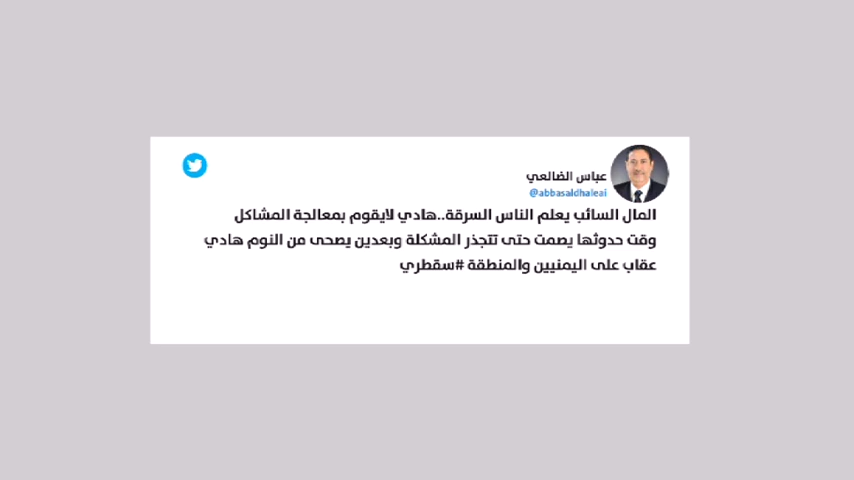 عباس الضالعي
@abbasaldhaleai
المال السائب يعلم الناس السرقة..هادي لايقوم بمعالجة المشاكل
وقت حدوثها يصمت حتى تتجذر المشكلة وبعدين يصحى من النوم هادي
عقاب على اليمنيين والمنطقة #سقطري